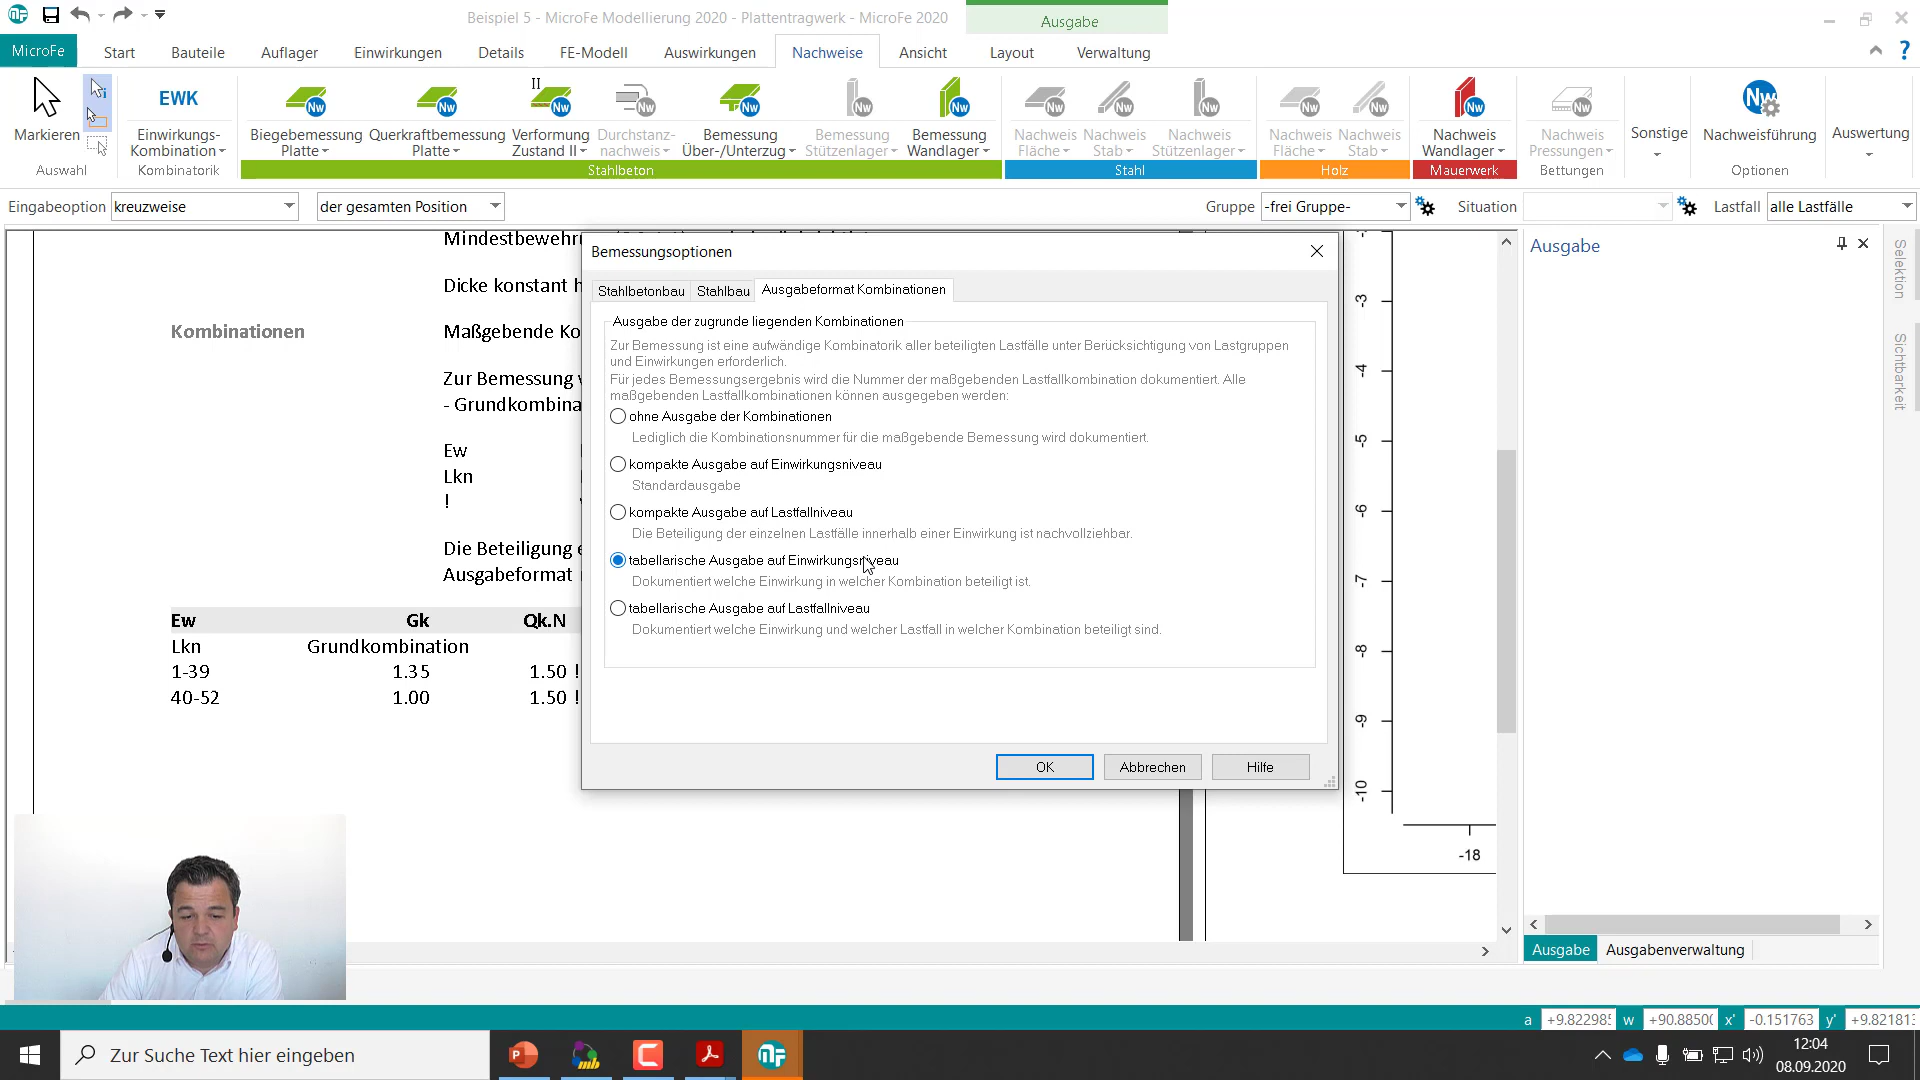 Beispiel 5 - MicroFe Modellierung 2020 - Plattentragwerk - MicroFe 2020
Ausgabe
MicroFe
Start
Bauteile
Auflager
Einwirkungen
Details
FE-Modell
Auswirkungen
Nachweise
Ansicht
Layout
Verwaltung
Markieren
Auswahl
EWK
Einwirkungs-
Kombination
Kombinatorik
Biegebemessung
Platte
Querkraftbemessung
Platte
II
Verformung
Zustand II
Durchstanz-
nachweis
Bemessung
Über-/Unterzug
Bemessung
Stützenlager
Bemessung
Wandlager
Stahlbeton
Nachweis
Fläche
Nachweis
Stab
Nachweis
Stützenlager
Stahl
Nachweis
Fläche
Nachweis
Stab
Holz
Nachweis
Wandlager
Mauerwerk
Nachweis
Pressungen
Bettungen
Sonstige
Nachweisführung
Optionen
Auswertung
Eingabeoption kreuzweise der gesamten Position Gruppe -frei Gruppe- Situation Lastfall alle Lastfälle
Dicke konstant h
Kombinationen
Maßgebende Ko
Zur Bemessung v
- Grundkombina
Ew
Lkn
!
Die Beteiligung e
Ausgabeformat
Ew Gk Qk.N
Lkn Grundkombination
1-39 1.35 1.50 !
40-52 1.00 1.50 !
Bemessungsoptionen
Stahlbetonbau Stahlbau Ausgabeformat Kombinationen
Ausgabe der zugrunde liegenden Kombinationen
Zur Bemessung ist eine aufwändige Kombinatorik aller beteiligten Lastfälle unter Berücksichtigung von Lastgruppen
und Einwirkungen erforderlich.
Für jedes Bemessungsergebnis wird die Nummer der maßgebenden Lastfallkombination dokumentiert. Alle
maßgebenden Lastfallkombinationen können ausgegeben werden:
ohne Ausgabe der Kombinationen
Lediglich die Kombinationsnummer für die maßgebende Bemessung wird dokumentiert.
kompakte Ausgabe auf Einwirkungsniveau
Standardausgabe
kompakte Ausgabe auf Lastfallniveau
Die Beteiligung der einzelnen Lastfälle innerhalb einer Einwirkung ist nachvollziehbar.
tabellarische Ausgabe auf Einwirkungsniveau
Dokumentiert welche Einwirkung in welcher Kombination beteiligt ist.
tabellarische Ausgabe auf Lastfallniveau
Dokumentiert welche Einwirkung und welcher Lastfall in welcher Kombination beteiligt sind.
OK Abbrechen Hilfe
-3
-4
-5
-6
-7
-8
-9
-10
-18
Ausgabe
Selektion
Sichtbarkeit
Ausgabe Ausgabenverwaltung
a +9.822985 w +90.8850 x' -0.151763 y' +9.82181
Zur Suche Text hier eingeben
12:04
08.09.2020